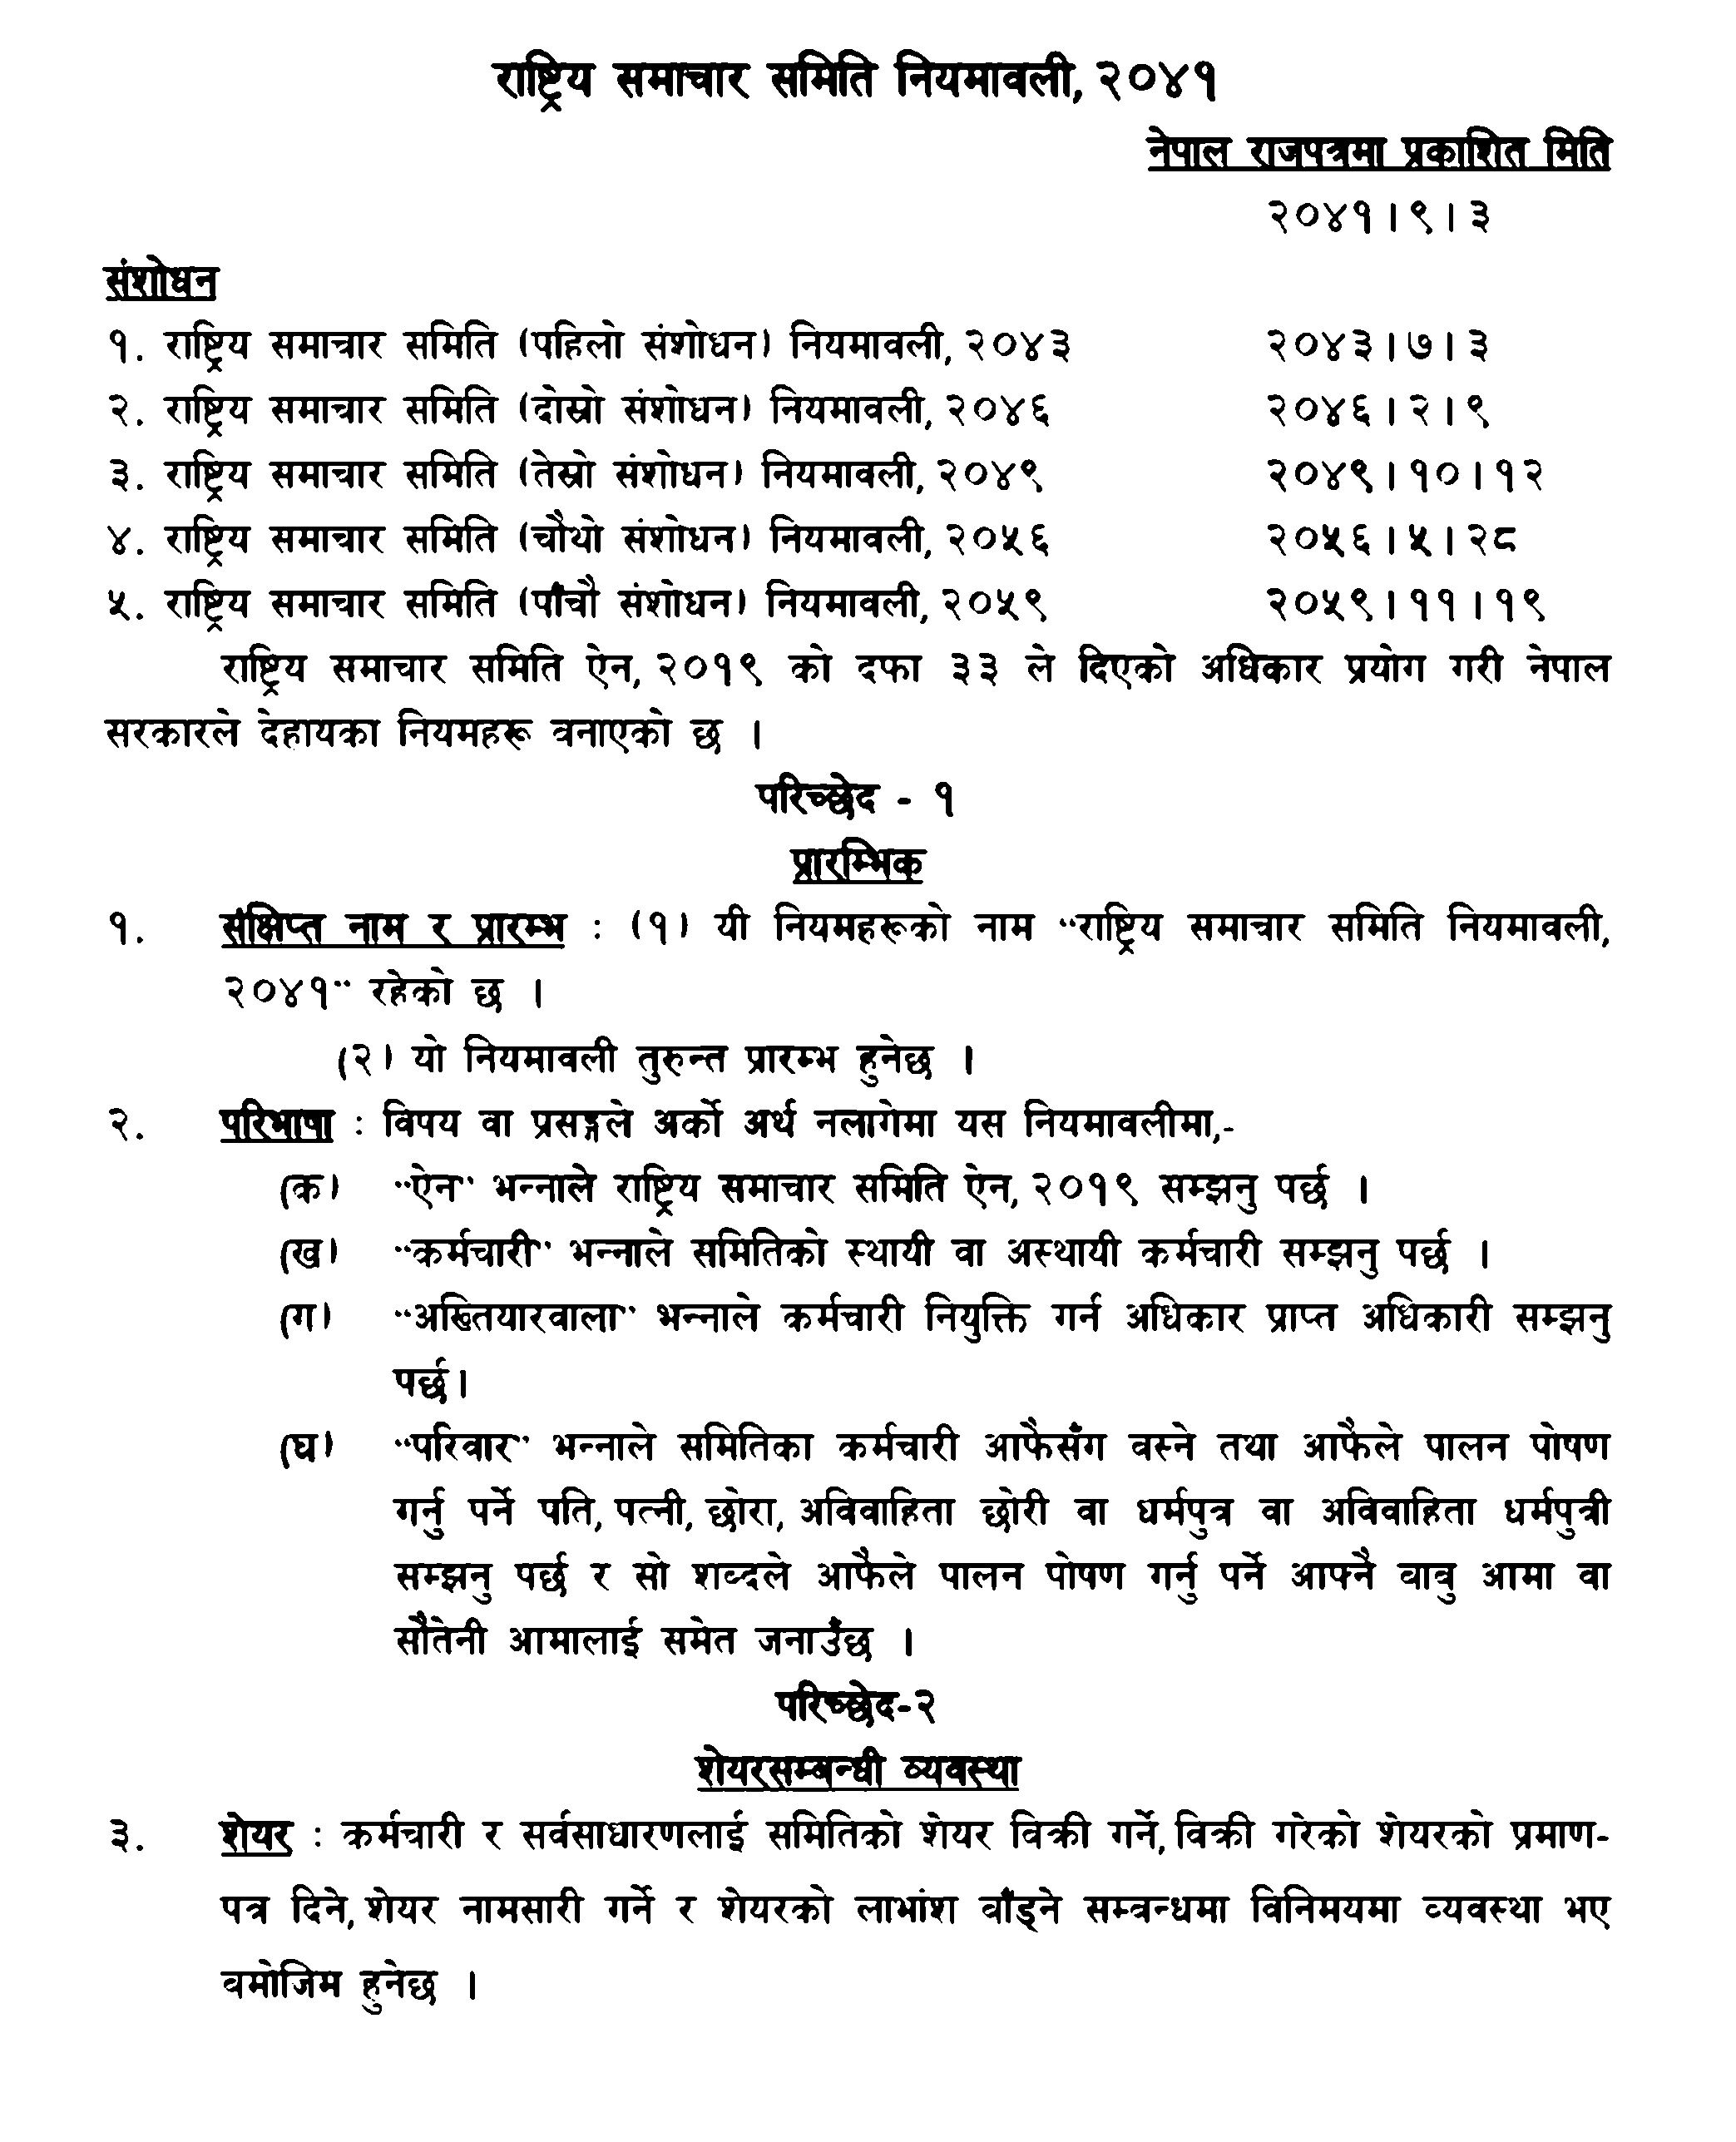 राष्ट्रिय समाचार समिति नियमावली, २०४१
नेपाल राजपत्रमा प्रकाशित मिति
२०४१।९।३
संशोधन
१. राष्ट्रिय समाचार समिति (पहिलो संशोधन) नियमावली, २०४३ २०४३।७।३
२. राष्ट्रिय समाचार समिति (दोस्रो संशोधन) नियमावली, २०४६ २०४६।२।९
३. राष्ट्रिय समाचार समिति (तेस्रो संशोधन) नियमावली, २०४९ २०४९।१०।१२
४. राष्ट्रिय समाचार समिति (चौथो संशोधन) नियमावली, २०५६ २०५६।५।२८
५. राष्ट्रिय समाचार समिति (पाँचौ संशोधन) नियमावली, २०५९ २०५९।११।१९
राष्ट्रिय समाचार समिति ऐन, २०१९ को दफा ३३ ले दिएको अधिकार प्रयोग गरी नेपाल
सरकारले देहायका नियमहरू बनाएको छ ।
परिच्छेद - १
प्रारम्भिक
१. संक्षिप्त नाम र प्रारम्भ : (१) यी नियमहरूको नाम "राष्ट्रिय समाचार समिति नियमावली,
२०४१" रहेको छ ।
(२) यो नियमावली तुरुन्त प्रारम्भ हुनेछ ।
२. परिभाषा : विषय वा प्रसङ्गले अर्को अर्थ नलागेमा यस नियमावलीमा,-
(क) "ऐन" भन्नाले राष्ट्रिय समाचार समिति ऐन, २०१९ सम्झनु पर्छ ।
(ख) "कर्मचारी" भन्नाले समितिको स्थायी वा अस्थायी कर्मचारी सम्झनु पर्छ ।
(ग) "अख्तियारवाला" भन्नाले कर्मचारी नियुक्ति गर्न अधिकार प्राप्त अधिकारी सम्झनु
पर्छ।
(घ) "परिवार" भन्नाले समितिका कर्मचारी आफैसँग बस्ने तथा आफैले पालन पोषण
गर्नु पर्ने पति, पत्नी, छोरा, अविवाहिता छोरी वा धर्मपुत्र वा अविवाहिता धर्मपुत्री
सम्झनु पर्छ र सो शब्दले आफैले पालन पोषण गर्नु पर्ने आफ्नै बाबु आमा वा
सौतेनी आमालाई समेत जनाउँछ ।
परिच्छेद-२
शेयरसम्बन्धी व्यवस्था
३. शेयर : कर्मचारी र सर्वसाधारणलाई समितिको शेयर बिक्री गर्ने, बिक्री गरेको शेयरको प्रमाण-
पत्र दिने, शेयर नामसारी गर्ने र शेयरको लाभांश बाँड्ने सम्बन्धमा विनिमयमा व्यवस्था भए
बमोजिम हुनेछ ।